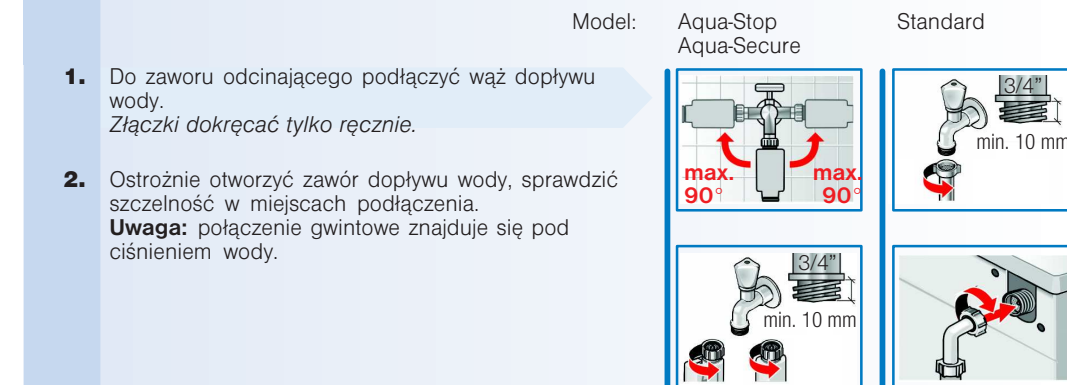 Model: Aqua-Stop Standard
Aqua-Secure
1. Do zaworu odcinającego podłączyć wąż dopływu
wody.
Złączki dokręcać tylko ręcznie.
2. Ostrożnie otworzyć zawór dopływu wody, sprawdzić
szczelność w miejscach podłączenia.
Uwaga: połączenie gwintowe znajduje się pod
ciśnieniem wody.
max. 90° max. 90°
3/4”
min. 10 mm
3/4”
min. 10 mm